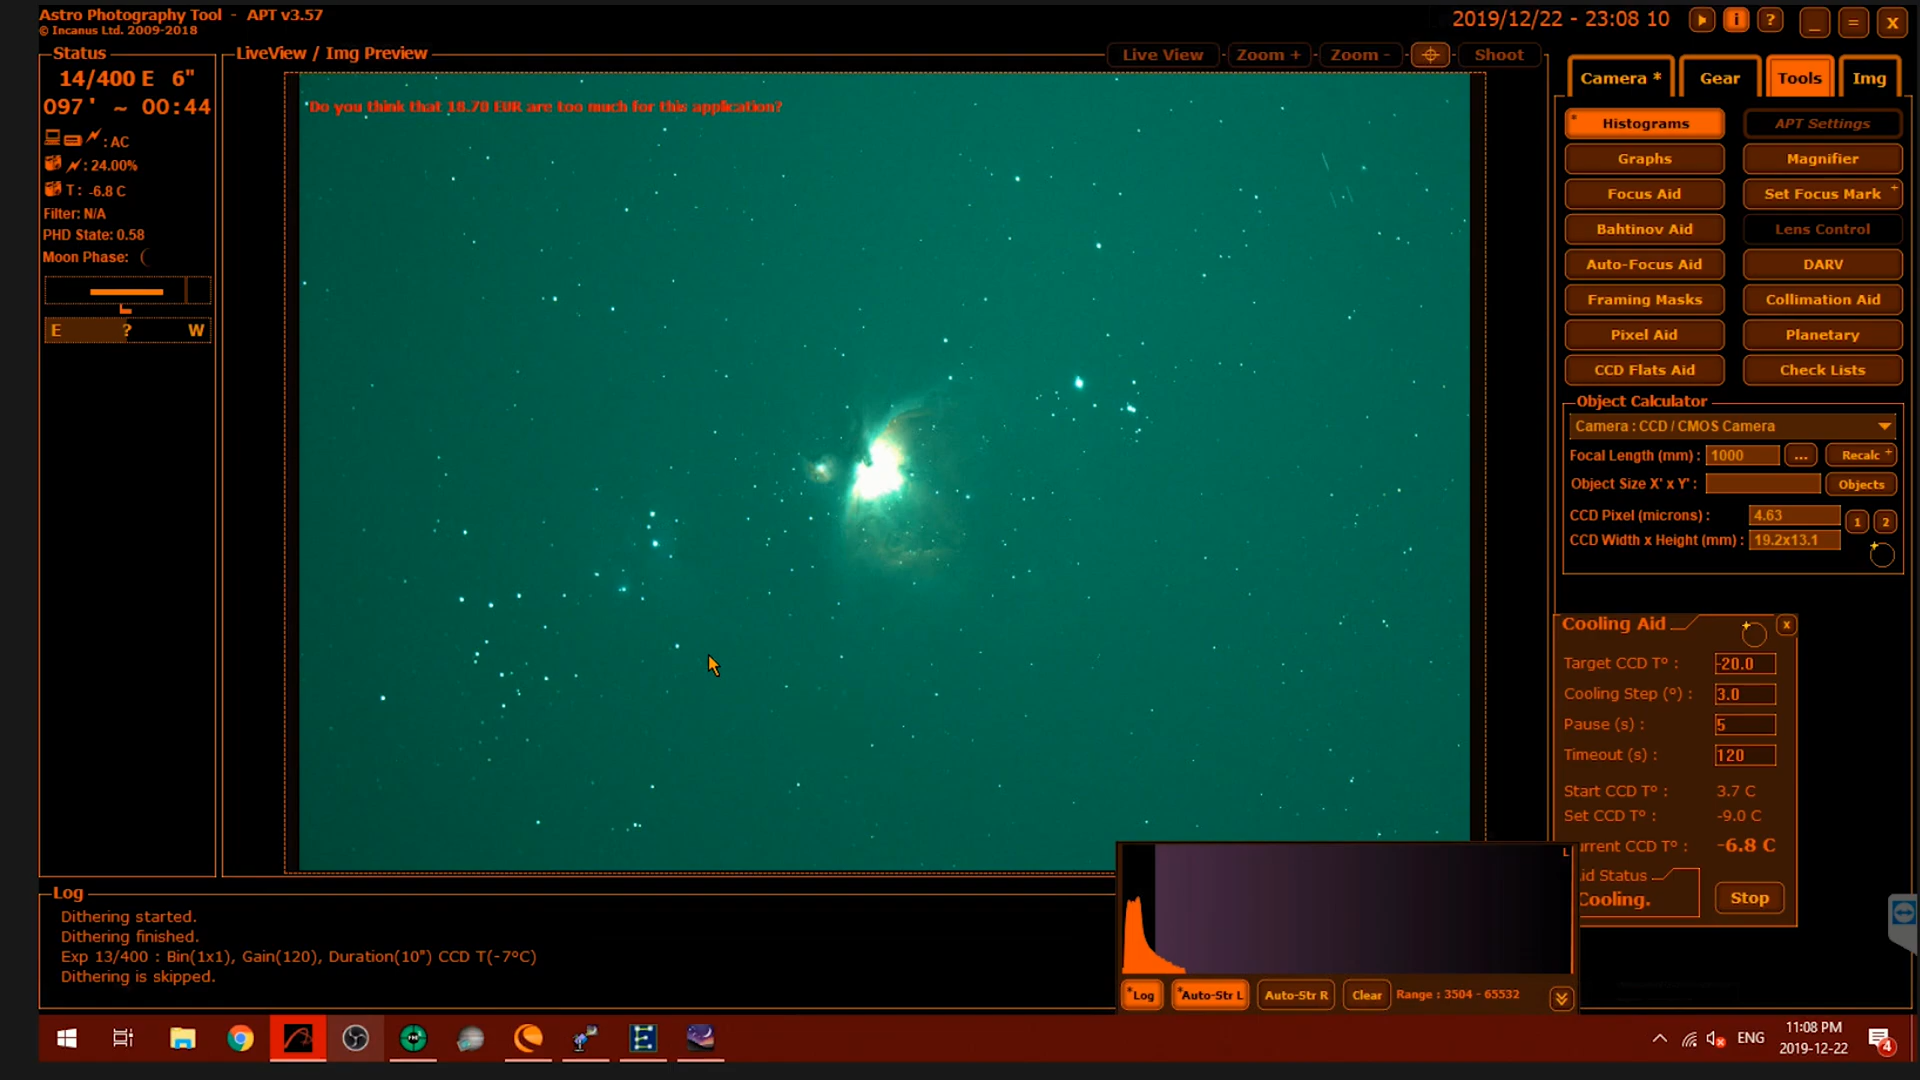 Astro Photography Tool - APT v3.57
© Incanus Ltd. 2009-2018
2019/12/22 - 23:08 10
i
?
_
=
X
Status
14/400 E 6"
097' ~ 00:44
: AC
: 24.00%
T: -6.8 C
Filter: N/A
PHD State: 0.58
Moon Phase:
E ? W
LiveView / Img Preview
Live View
Zoom +
Zoom -
Shoot
Do you think that 18.70 EUR are too much for this application?
Camera *
Gear
Tools
Img
* Histograms
APT Settings
Graphs
Magnifier
Focus Aid
Set Focus Mark +
Bahtinov Aid
Lens Control
Auto-Focus Aid
DARV
Framing Masks
Collimation Aid
Pixel Aid
Planetary
CCD Flats Aid
Check Lists
Object Calculator
Camera : CCD / CMOS Camera
Focal Length (mm) : 1000 ... Recalc +
Object Size X' x Y' : Objects
CCD Pixel (microns) : 4.63 1 2
CCD Width x Height (mm) : 19.2x13.1
Cooling Aid x
Target CCD T° : -20.0
Cooling Step (°) : 3.0
Pause (s) : 5
Timeout (s) : 120
Start CCD T° : 3.7 C
Set CCD T° : -9.0 C
urrent CCD T° : -6.8 C
id Status
Cooling.
Stop
Log
Dithering started.
Dithering finished.
Exp 13/400 : Bin(1x1), Gain(120), Duration(10") CCD T(-7°C)
Dithering is skipped.
L
*Log *Auto-Str L Auto-Str R Clear Range : 3504 - 65532
ENG
11:08 PM
2019-12-22
4